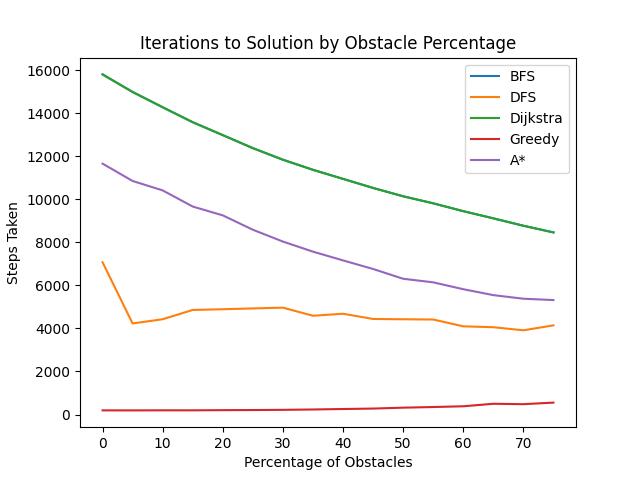 Iterations to Solution by Obstacle Percentage
BFS
DFS
Dijkstra
Greedy
A*
16000
14000
12000
10000
8000
6000
4000
2000
0
Steps Taken
0 10 20 30 40 50 60 70
Percentage of Obstacles